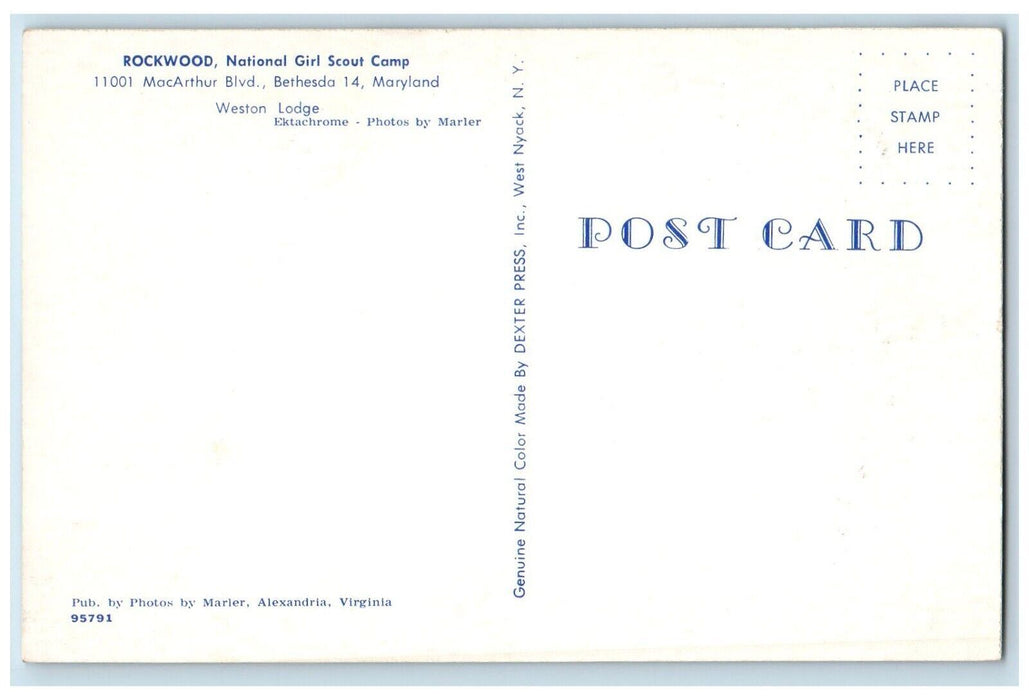 ROCKWOOD, National Girl Scout Camp
11001 MacArthur Blvd., Bethesda 14, Maryland
Weston Lodge
Ektachrome - Photos by Marler
Pub. by Photos by Marler, Alexandria, Virginia
95791
Genuine Natural Color Made By DEXTER PRESS, Inc., West Nyack, N. Y.
PLACE
STAMP
HERE
POST CARD